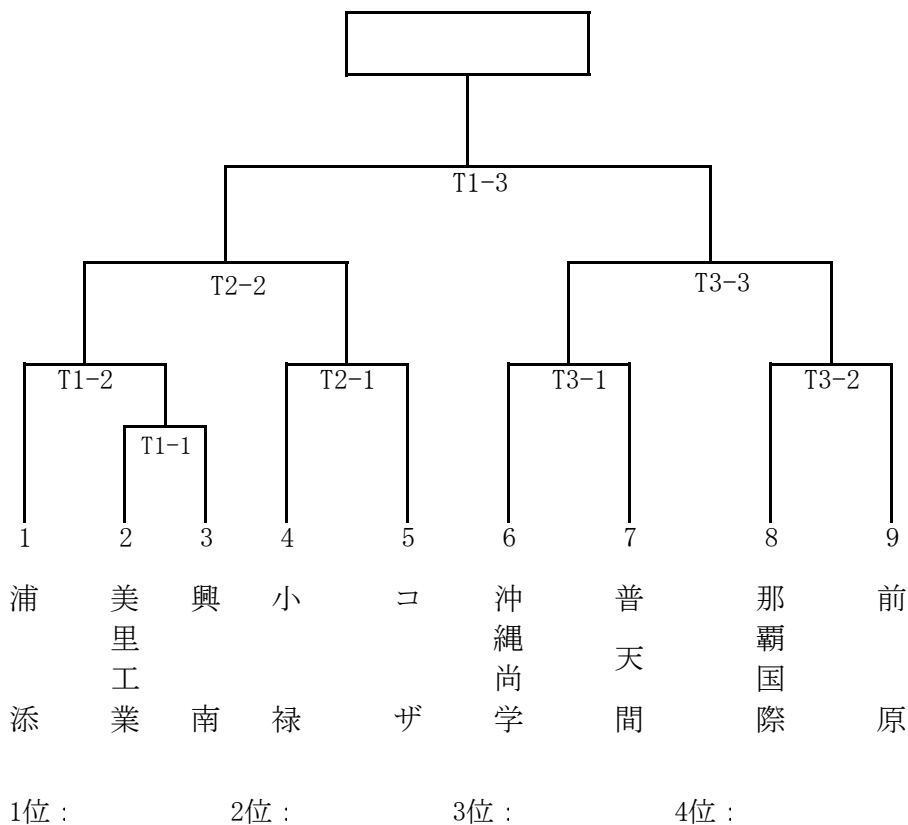 T1-3
T2-2 T3-3
T1-2 T2-1 T3-1 T3-2
T1-1
1 2 3 4 5 6 7 8 9
浦添 美里工業 興南 小禄 コザ 沖縄尚学 普天間 那覇国際 前原
1位： 2位： 3位： 4位：